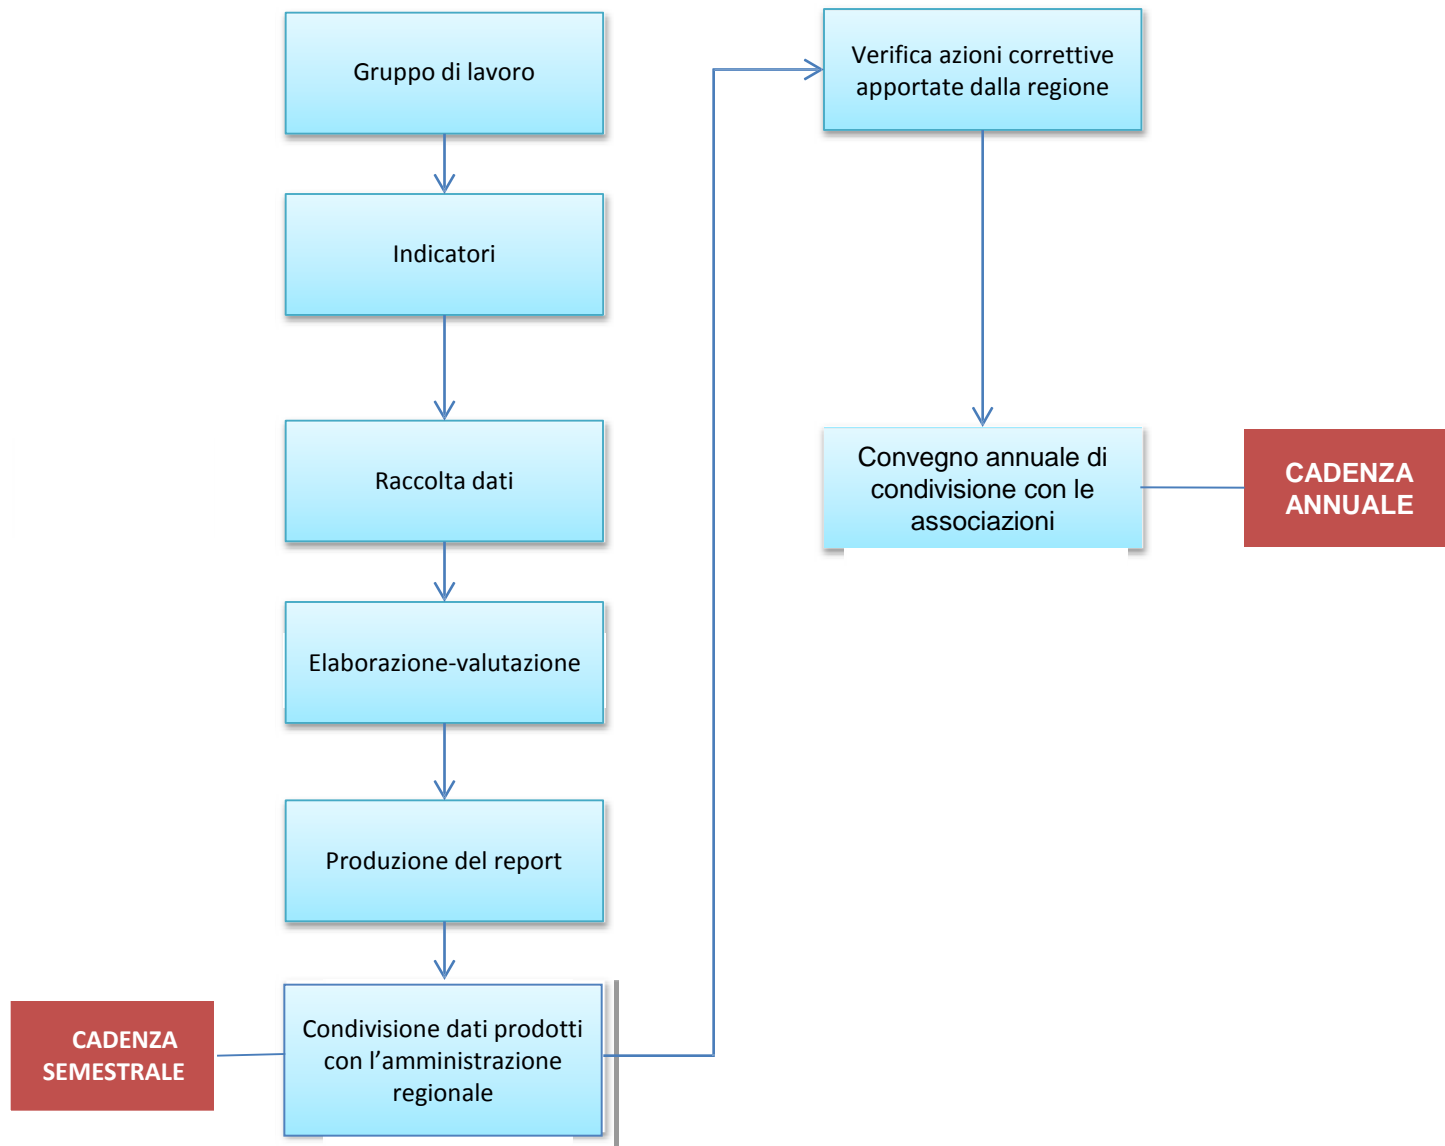 Gruppo di lavoro
Indicatori
Raccolta dati
Elaborazione-valutazione
Produzione del report
CADENZA
SEMESTRALE
Condivisione dati prodotti
con l’amministrazione
regionale
Verifica azioni correttive
apportate dalla regione
Convegno annuale di
condivisione con le
associazioni
CADENZA
ANNUALE